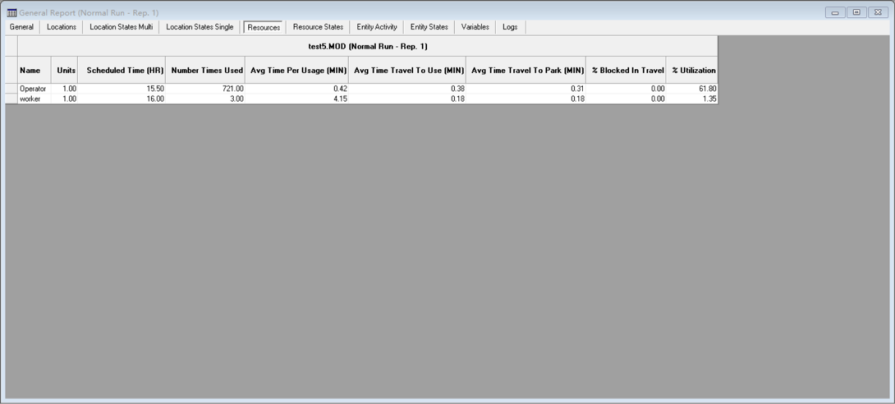 General Report (Normal Run - Rep. 1)
General Locations Location States Multi Location States Single Resources Resource States Entity Activity Entity States Variables Logs
test5.MOD (Normal Run - Rep. 1)
Name Units Scheduled Time (HR) Number Times Used Avg Time Per Usage (MIN) Avg Time Travel To Use (MIN) Avg Time Travel To Park (MIN) % Blocked In Travel % Utilization
Operator 1.00 15.50 721.00 0.42 0.38 0.31 0.00 61.80
worker 1.00 16.00 3.00 4.15 0.18 0.18 0.00 1.35